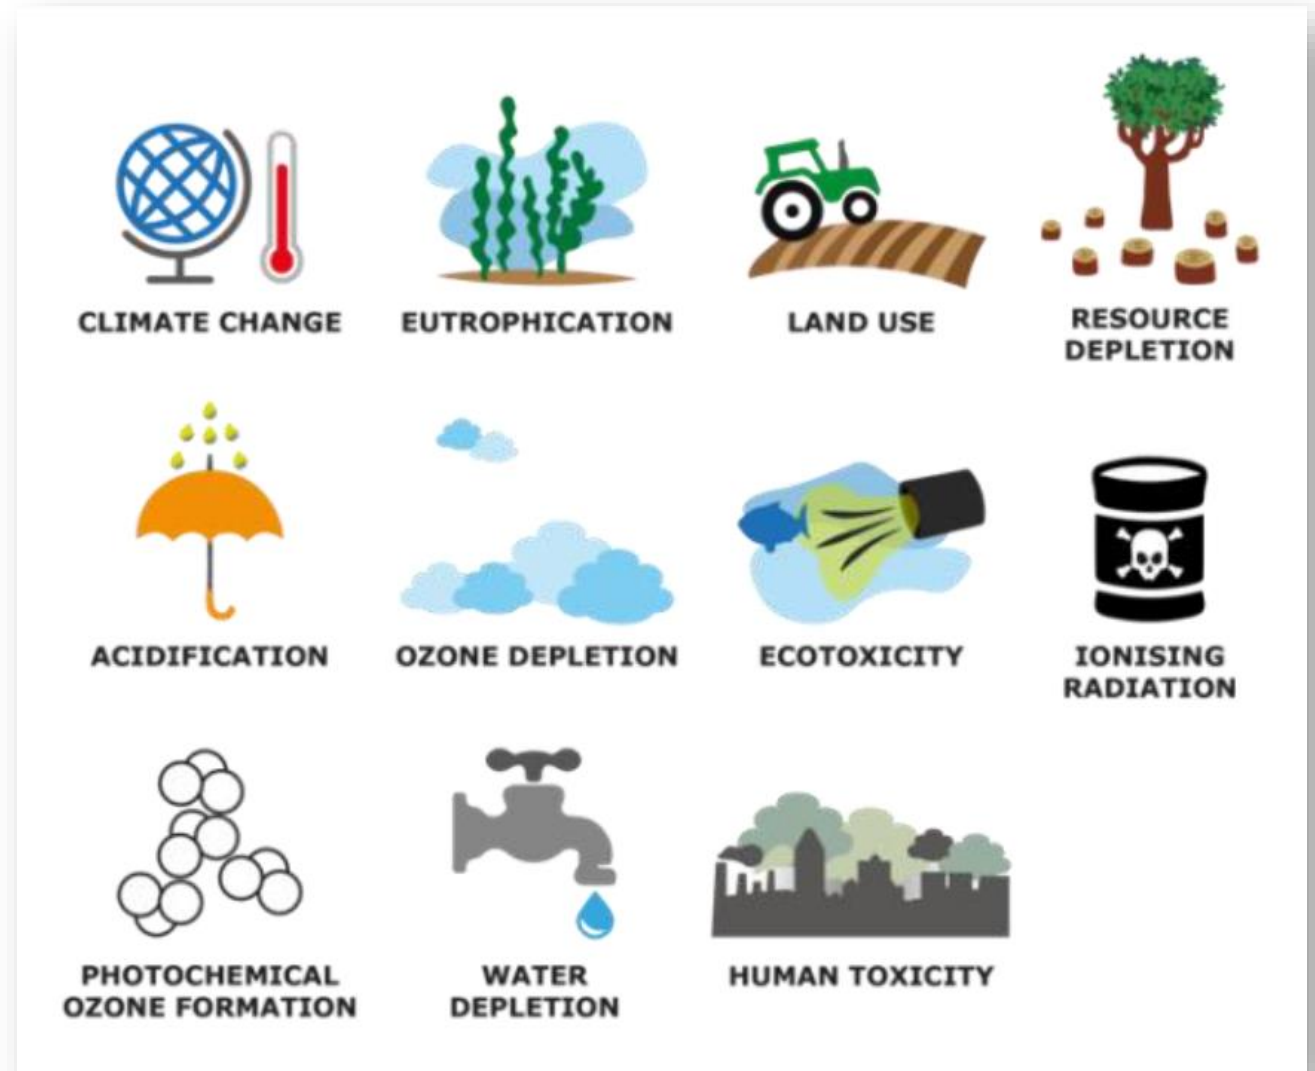 CLIMATE CHANGE
EUTROPHICATION
LAND USE
RESOURCE
DEPLETION
ACIDIFICATION
OZONE DEPLETION
ECOTOXICITY
IONISING
RADIATION
PHOTOCHEMICAL
OZONE FORMATION
WATER
DEPLETION
HUMAN TOXICITY